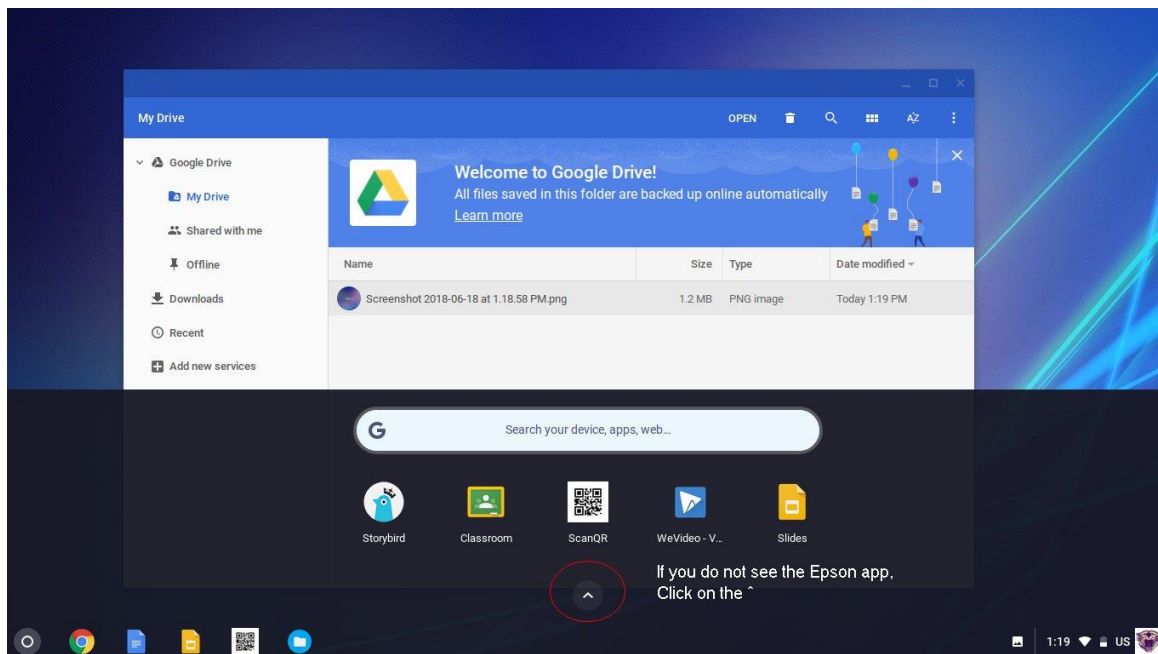 My Drive
OPEN
AZ
Google Drive
My Drive
Shared with me
Offline
Downloads
Recent
Add new services
Welcome to Google Drive!
All files saved in this folder are backed up online automatically
Learn more
Name Size Type Date modified
Screenshot 2018-06-18 at 1.18.58 PM.png 1.2 MB PNG image Today 1:19 PM
G Search your device, apps, web...
Storybird Classroom ScanQR WeVideo - V... Slides
If you do not see the Epson app,
Click on the ^
1:19 US